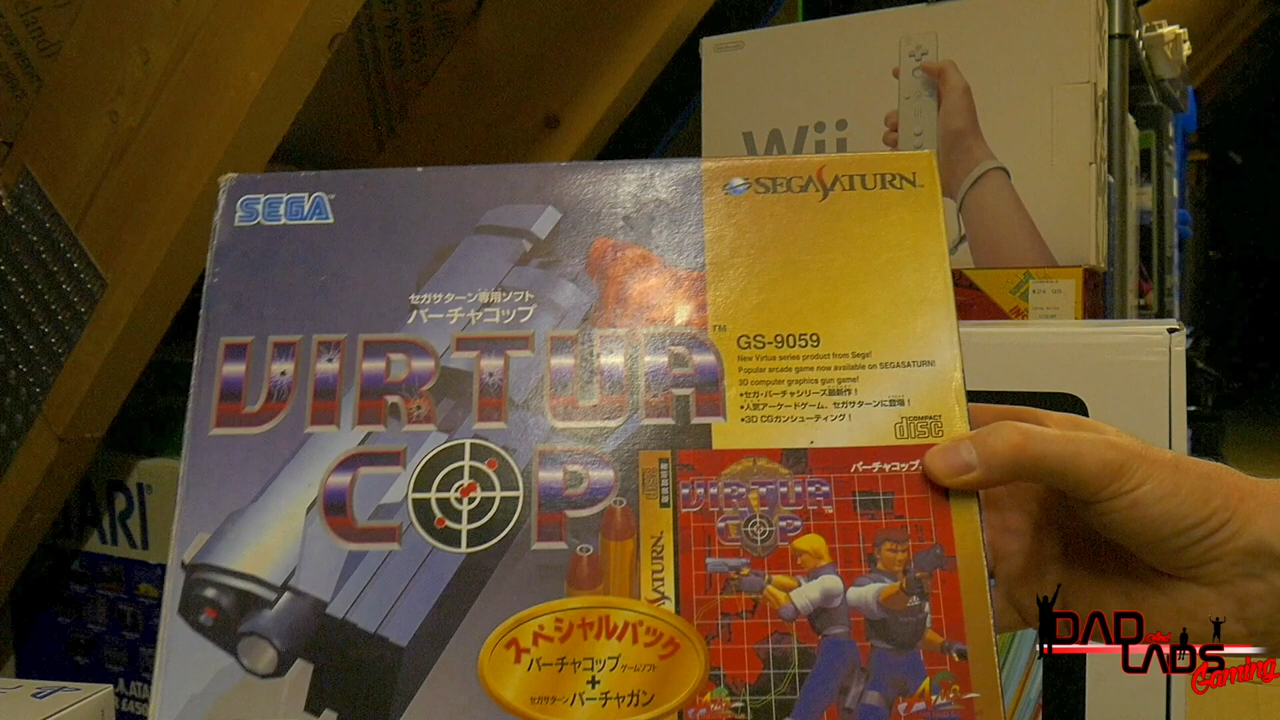 Nintendo
Wii
SEGA
SEGA SATURN
セガサターン専用ソフト
バーチャコップ
VIRTUA
COP
TM
GS-9059
New Virtua series product from Sega!
Popular arcade game now available on SEGASATURN!
3D computer graphics gun game!
•セガ・バーチャシリーズ最新作!
•人気アーケードゲーム、セガサターンに登場!
•3D CGガンシューティング!
COMPACT
disc
バーチャコップ
VIRTUA
COP
SATURN
スペシャルパック
バーチャコップ ゲームソフト
+
セガサターン バーチャガン
ARI
DAD
LADS
Gaming